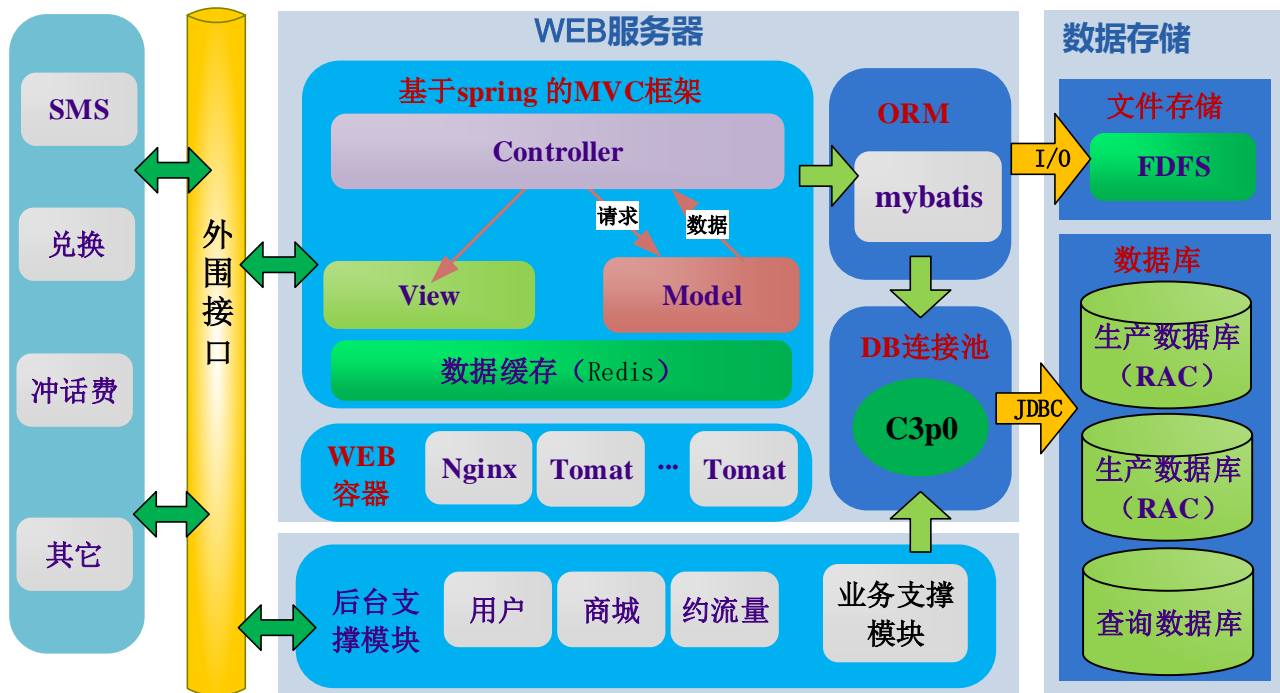 SMS
兑换
冲话费
其它
外
围
接
口
WEB服务器
基于spring 的MVC框架
Controller
请求
数据
View
Model
数据缓存（Redis）
WEB
容器
Nginx
Tomat
...
Tomat
ORM
mybatis
DB连接池
C3p0
后台支
撑模块
用户
商城
约流量
业务支撑
模块
I/O
JDBC
数据存储
文件存储
FDFS
数据库
生产数据库
（RAC）
生产数据库
（RAC）
查询数据库